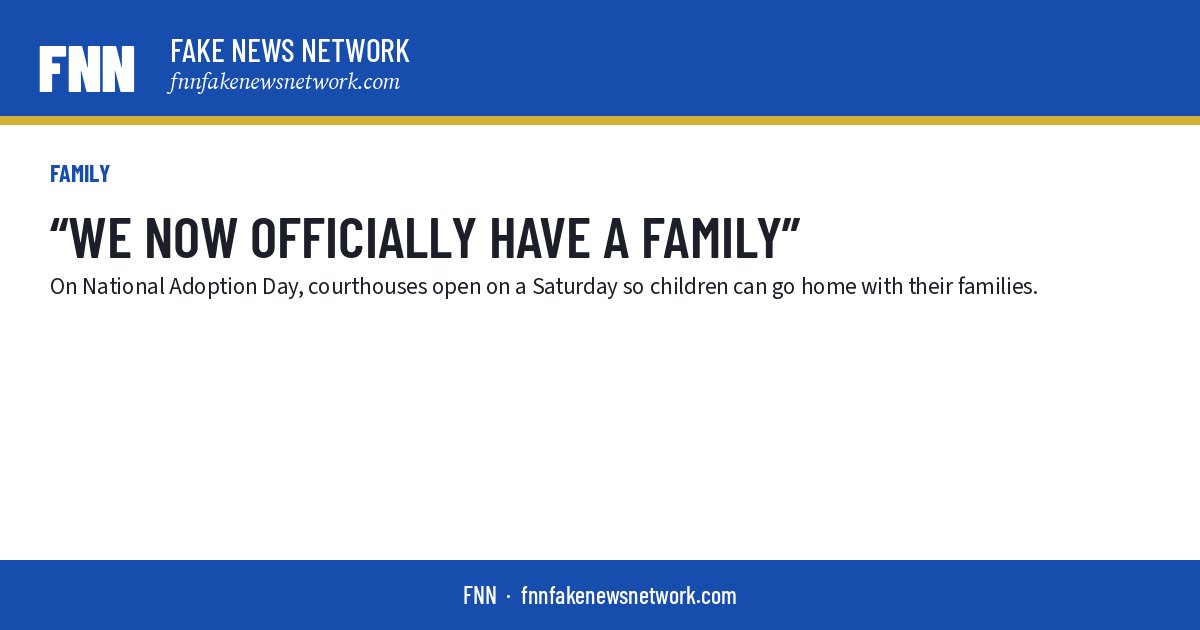 FNN
FAKE NEWS NETWORK
fnnfakenewsnetwork.com
FAMILY
“WE NOW OFFICIALLY HAVE A FAMILY”
On National Adoption Day, courthouses open on a Saturday so children can go home with their families.
FNN · fnnfakenewsnetwork.com